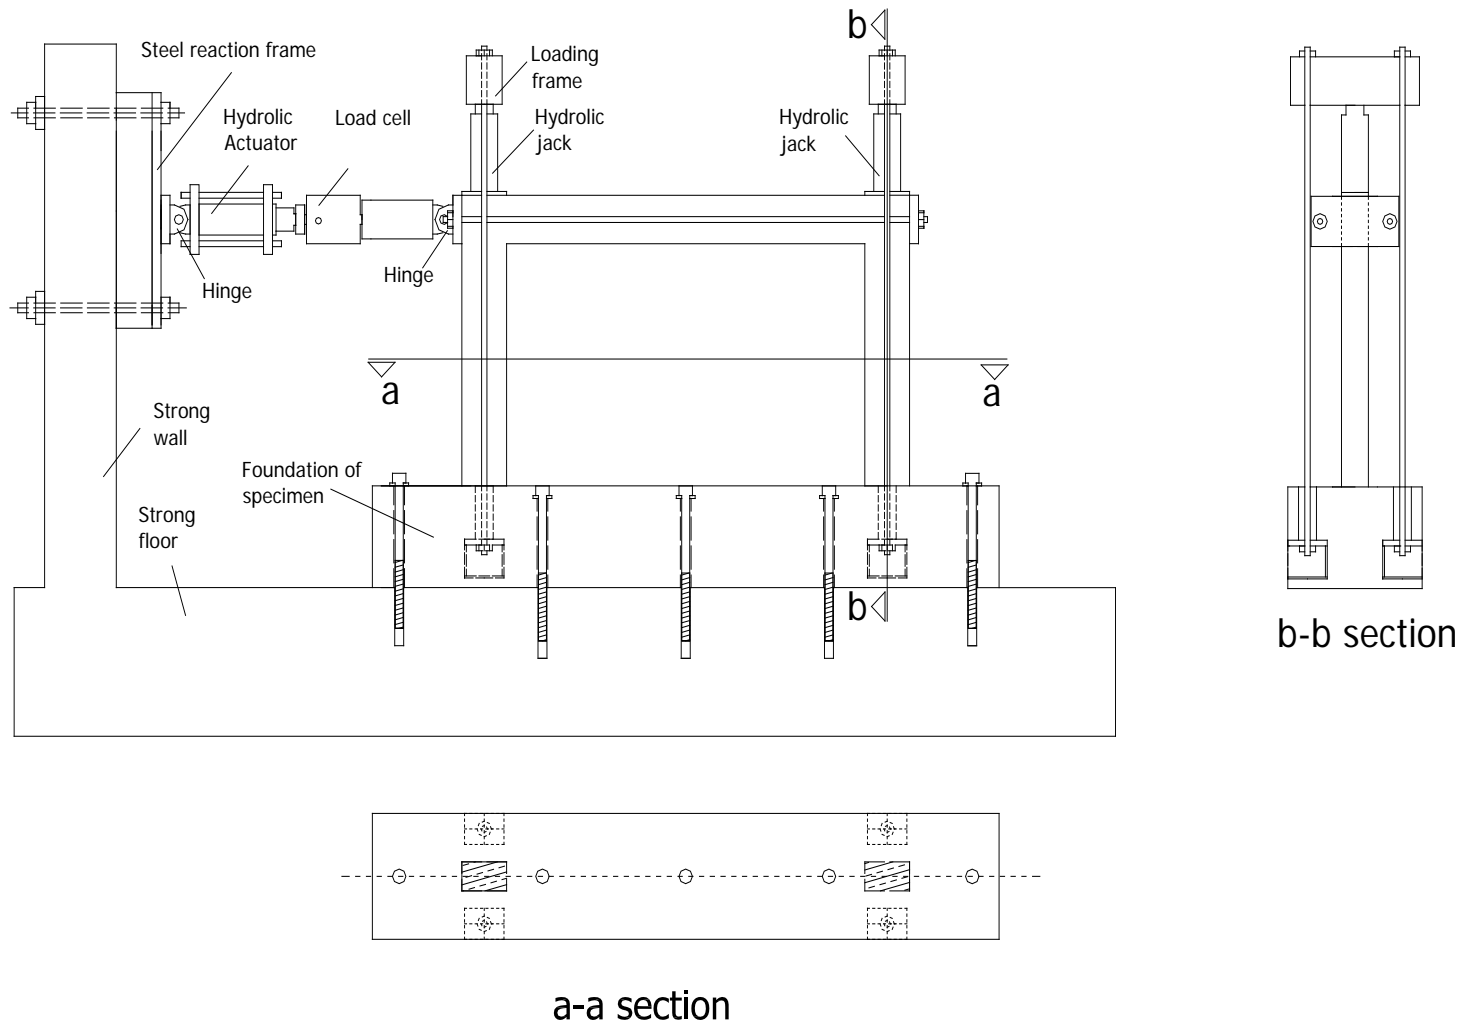 b
Steel reaction frame
Loading
frame
Hydrolic
Actuator
Load cell
Hydrolic
jack
Hydrolic
jack
Hinge
Hinge
a
a
Strong
wall
Foundation of
specimen
Strong
floor
b
b-b section
a-a section